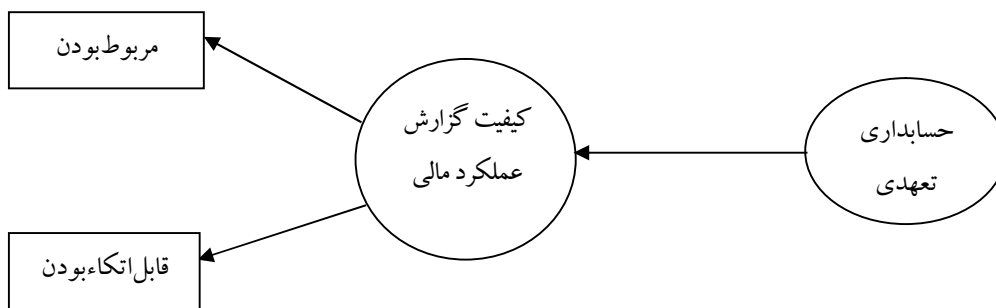 حسابداری
تعهدی
کیفیت گزارش
عملکرد مالی
مربوط‌بودن
قابل‌اتکاء‌بودن